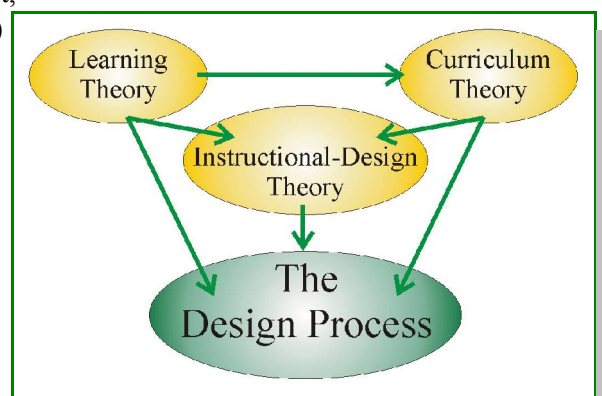 Learning
Theory
Curriculum
Theory
Instructional-Design
Theory
The
Design Process